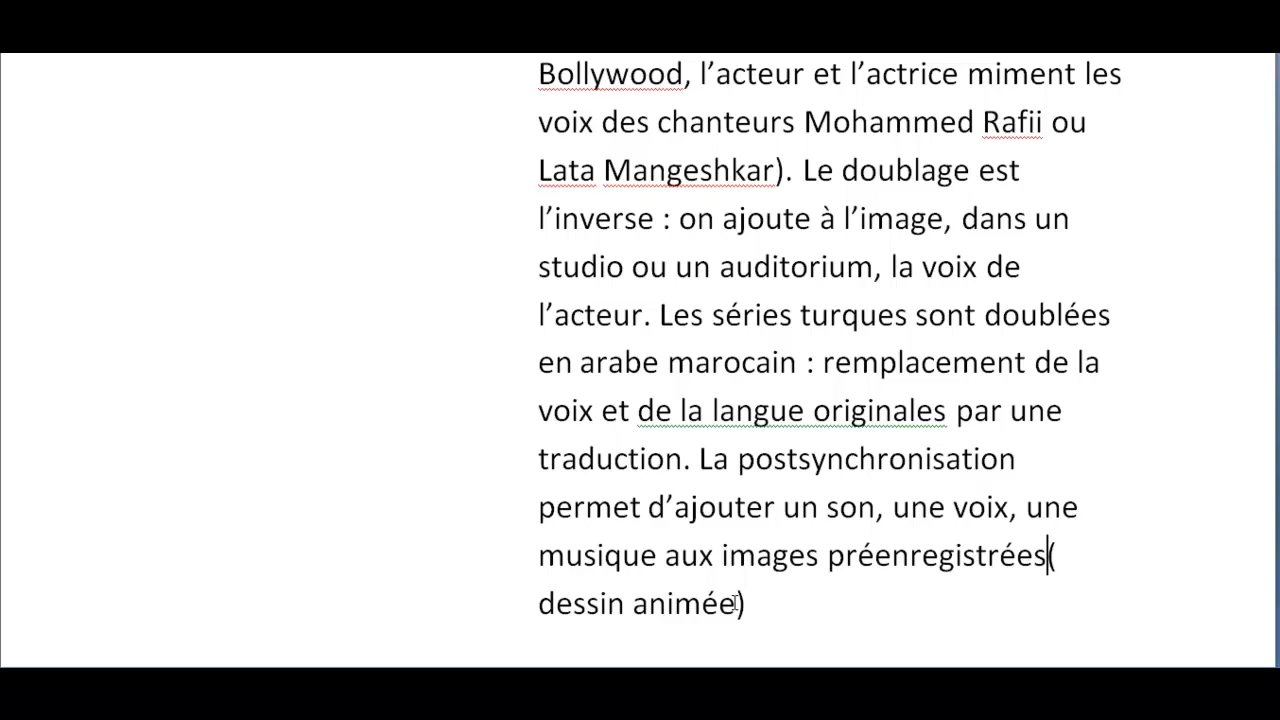 Bollywood, l’acteur et l’actrice miment les
voix des chanteurs Mohammed Rafii ou
Lata Mangeshkar). Le doublage est
l’inverse : on ajoute à l’image, dans un
studio ou un auditorium, la voix de
l’acteur. Les séries turques sont doublées
en arabe marocain : remplacement de la
voix et de la langue originales par une
traduction. La postsynchronisation
permet d’ajouter un son, une voix, une
musique aux images préenregistrées(
dessin animée)